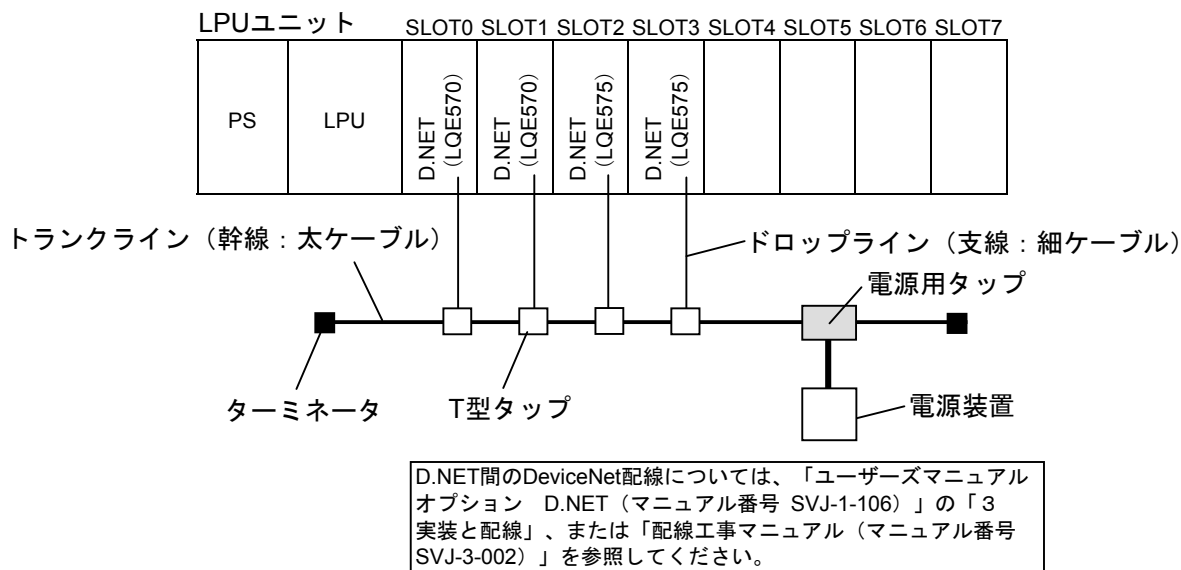 LPUユニット SLOT0 SLOT1 SLOT2 SLOT3 SLOT4 SLOT5 SLOT6 SLOT7
PS
LPU
D.NET
(LQE570)
D.NET
(LQE570)
D.NET
(LQE575)
D.NET
(LQE575)
トランクライン（幹線：太ケーブル）
ドロップライン（支線：細ケーブル）
電源用タップ
ターミネータ
T型タップ
電源装置
D.NET間のDeviceNet配線については、「ユーザーズマニュアル
オプション　D.NET（マニュアル番号 SVJ-1-106）」の「３
実装と配線」、または「配線工事マニュアル（マニュアル番号
SVJ-3-002）」を参照してください。